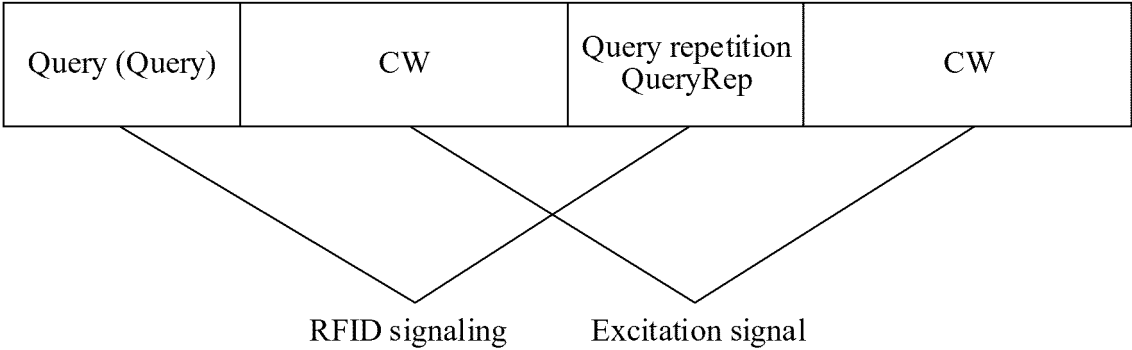 Query (Query)
CW
Query repetition
QueryRep
CW
RFID signaling
Excitation signal